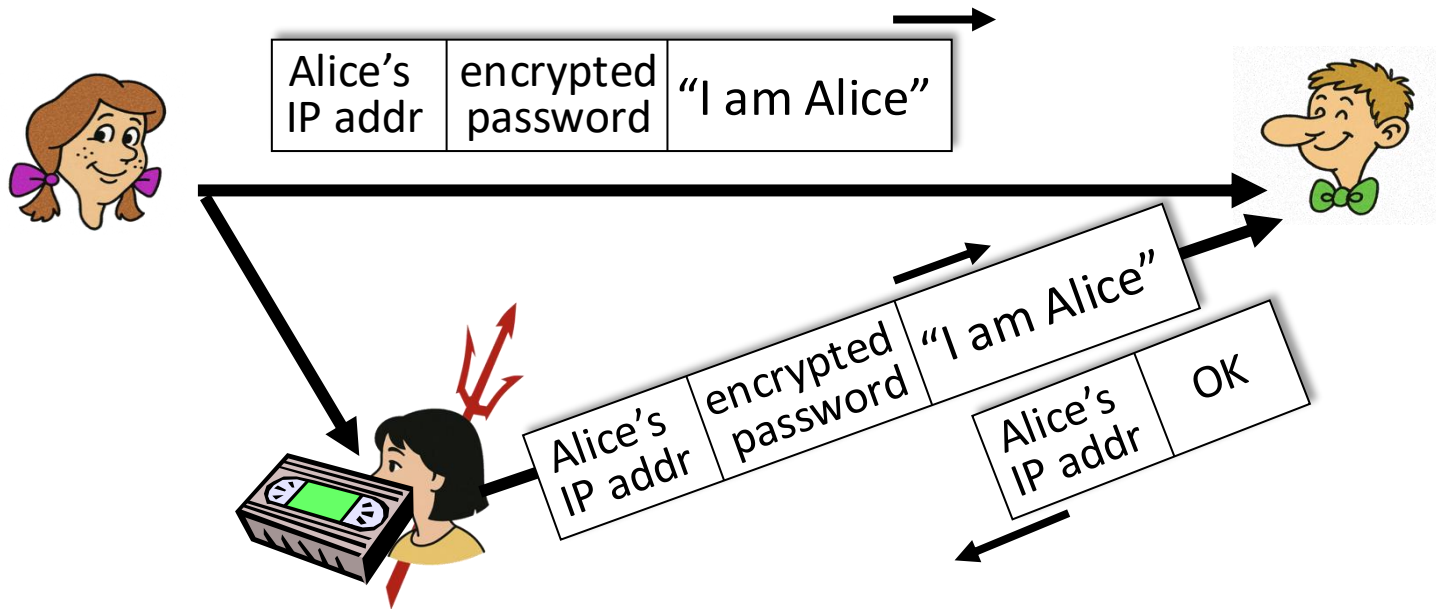 Alice’s
IP addr
encrypted
password
“I am Alice”
Alice’s
IP addr
encrypted
password
“I am Alice”
Alice’s
IP addr
OK